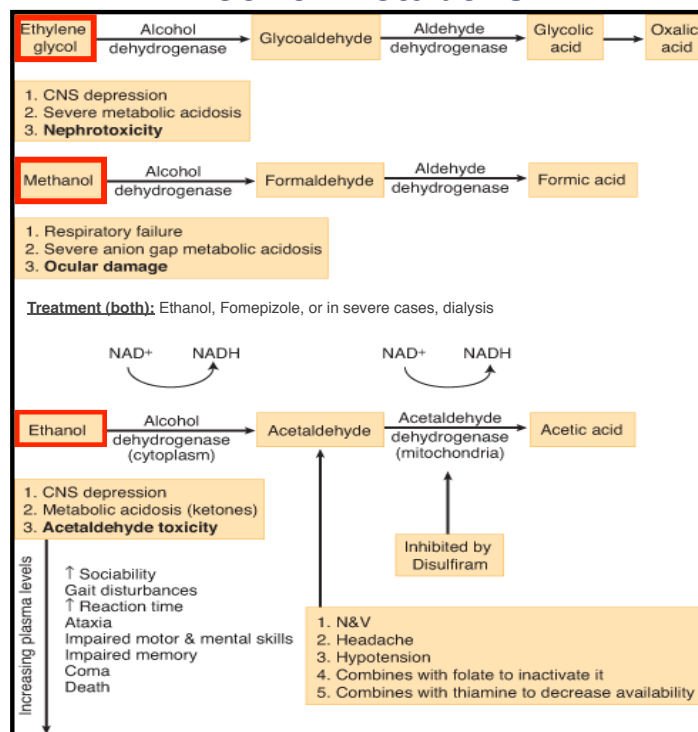 Ethylene glycol
Alcohol dehydrogenase
Glycoaldehyde
Aldehyde dehydrogenase
Glycolic acid
Oxalic acid
1. CNS depression
2. Severe metabolic acidosis
3. Nephrotoxicity
Methanol
Alcohol dehydrogenase
Formaldehyde
Aldehyde dehydrogenase
Formic acid
1. Respiratory failure
2. Severe anion gap metabolic acidosis
3. Ocular damage
Treatment (both): Ethanol, Fomepizole, or in severe cases, dialysis
NAD+ NADH
NAD+ NADH
Ethanol
Alcohol dehydrogenase (cytoplasm)
Acetaldehyde
Acetaldehyde dehydrogenase (mitochondria)
Acetic acid
1. CNS depression
2. Metabolic acidosis (ketones)
3. Acetaldehyde toxicity
Inhibited by Disulfiram
Increasing plasma levels
↑ Sociability
Gait disturbances
↑ Reaction time
Ataxia
Impaired motor & mental skills
Impaired memory
Coma
Death
1. N&V
2. Headache
3. Hypotension
4. Combines with folate to inactivate it
5. Combines with thiamine to decrease availability